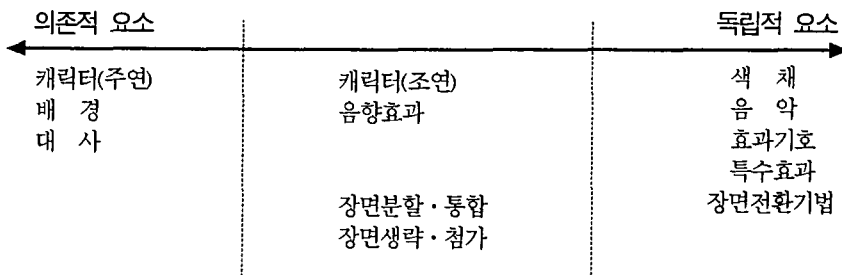 의존적 요소 독립적 요소
캐릭터(주연) 캐릭터(조연) 색 채
배 경 음향효과 음 악
대 사 효과기호
특수효과
장면분할·통합 장면전환기법
장면생략·첨가